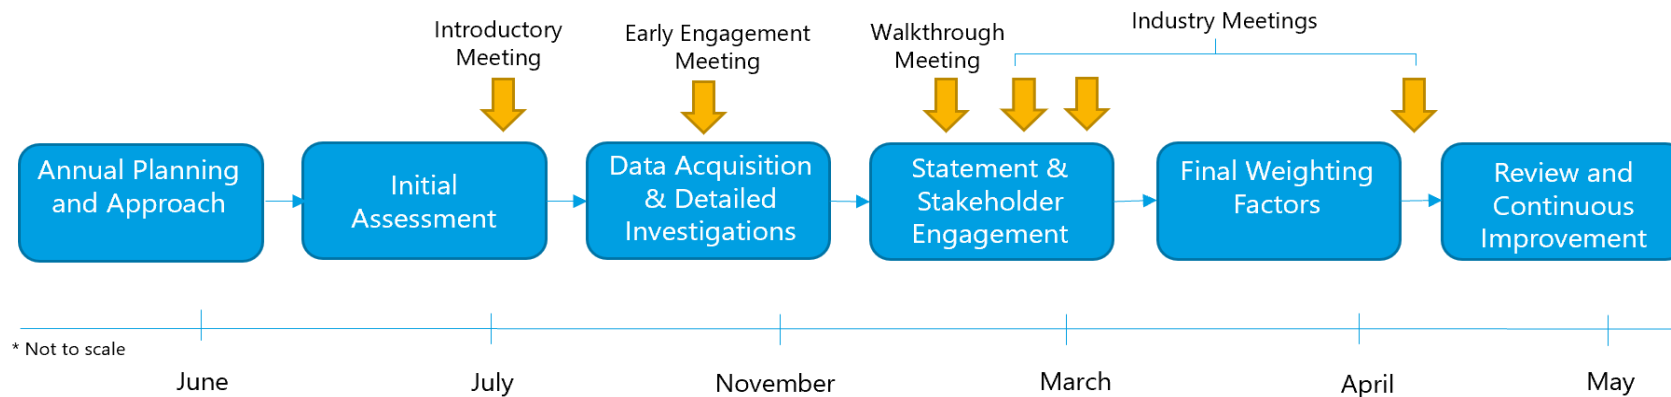 Introductory
Meeting
Early Engagement
Meeting
Walkthrough
Meeting
Industry Meetings
Annual Planning
and Approach
Initial
Assessment
Data Acquisition
& Detailed
Investigations
Statement &
Stakeholder
Engagement
Final Weighting
Factors
Review and
Continuous
Improvement
* Not to scale
June
July
November
March
April
May